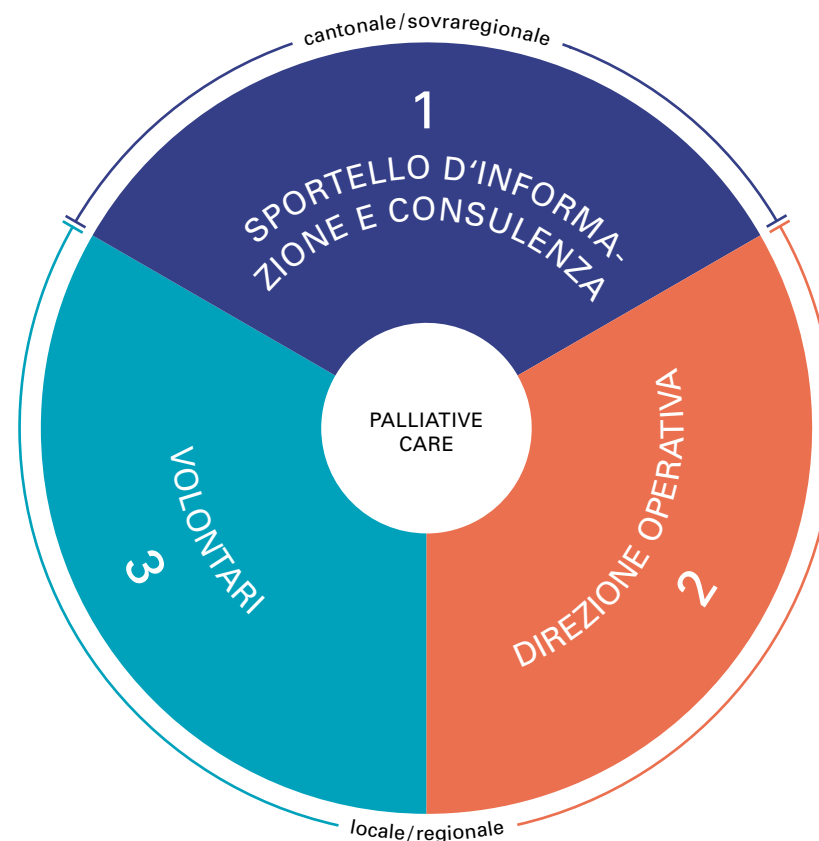 cantonale/sovraregionale
1
SPORTELLO D'INFORMA-
ZIONE E CONSULENZA
PALLIATIVE
CARE
DIREZIONE OPERATIVA
2
VOLONTARI
3
locale/regionale